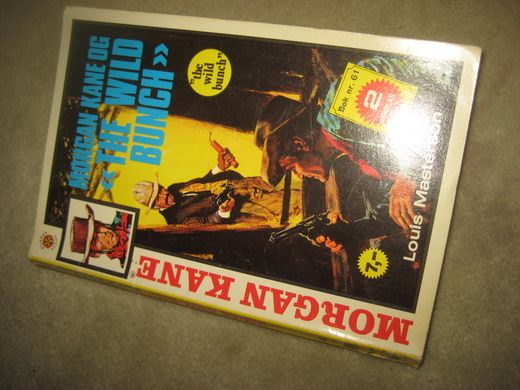 MORGAN KANE OG
«THE WILD
BUNCH»
"the
wild
bunch"
Bok nr. 61
2
Louis Masterson
7,-
MORGAN KANE